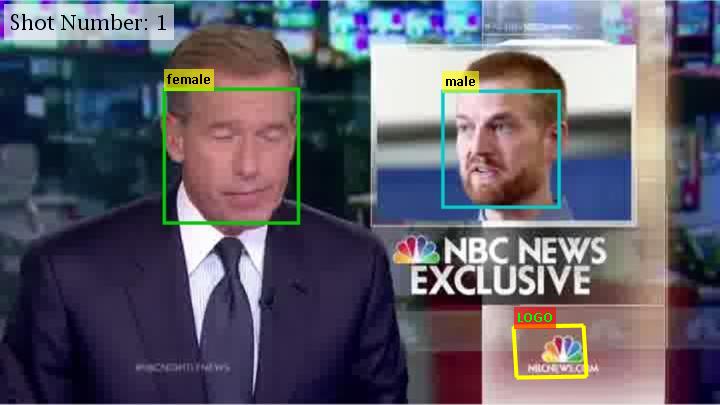 Shot Number: 1
female
male
NBC NEWS
EXCLUSIVE
LOGO
NBCNEWS.COM
#NBCNIGHTLYNEWS